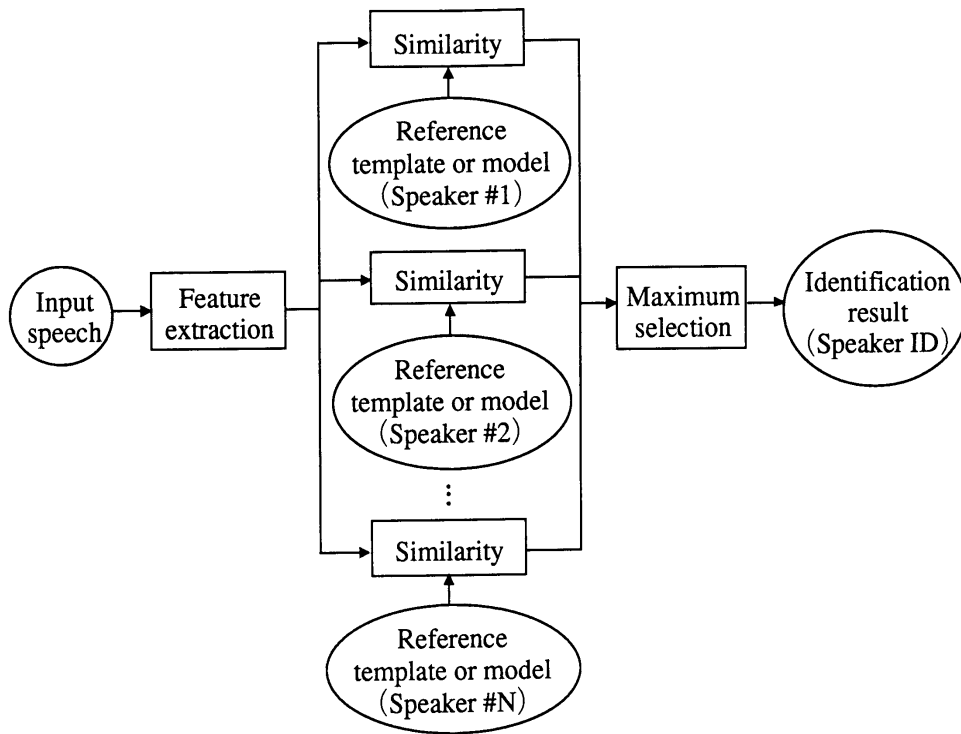 Similarity
Reference
template or model
(Speaker #1)
Input
speech
Feature
extraction
Similarity
Maximum
selection
Identification
result
(Speaker ID)
Reference
template or model
(Speaker #2)
⋮
Similarity
Reference
template or model
(Speaker #N)